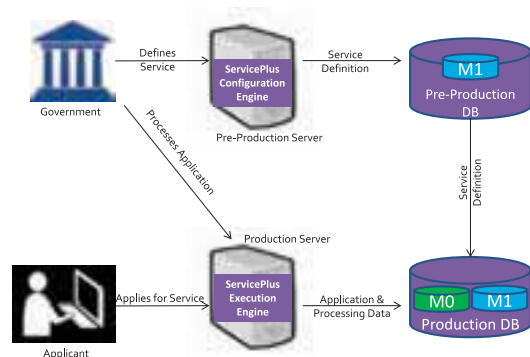 Defines
Service
Service
Definition
ServicePlus
Configuration
Engine
M1
Pre-Production
DB
Government
Pre-Production Server
Processes Application
Service
Definition
Production Server
ServicePlus
Execution
Engine
Applies for Service
Application &
Processing Data
M0
M1
Production DB
Applicant